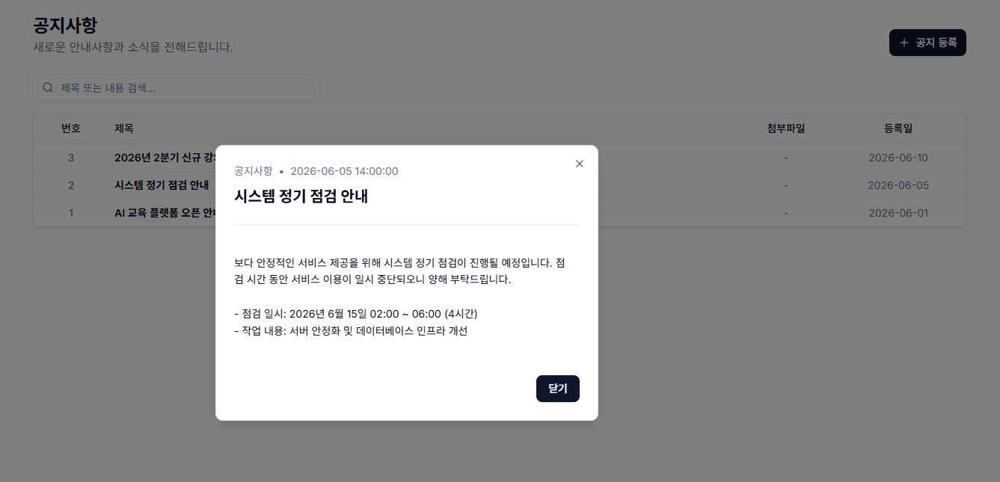 공지사항
새로운 안내사항과 소식을 전해드립니다.
+ 공지 등록
제목 또는 내용 검색...
번호 제목 첨부파일 등록일
3 2026년 2분기 신규 - 2026-06-10
2 시스템 정기 점검 안내 - 2026-06-05
1 AI 교육 플랫폼 오픈 - 2026-06-01
공지사항 • 2026-06-05 14:00:00
시스템 정기 점검 안내
보다 안정적인 서비스 제공을 위해 시스템 정기 점검이 진행될 예정입니다. 점
검 시간 동안 서비스 이용이 일시 중단되오니 양해 부탁드립니다.
- 점검 일시: 2026년 6월 15일 02:00 ~ 06:00 (4시간)
- 작업 내용: 서버 안정화 및 데이터베이스 인프라 개선
닫기